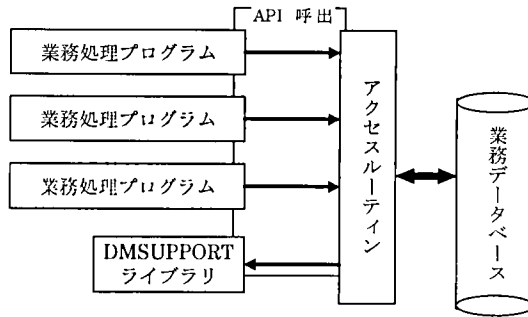 API 呼出
業務処理プログラム
業務処理プログラム
業務処理プログラム
DMSUPPORT
ライブラリ
アクセスルーティン
業務データベース